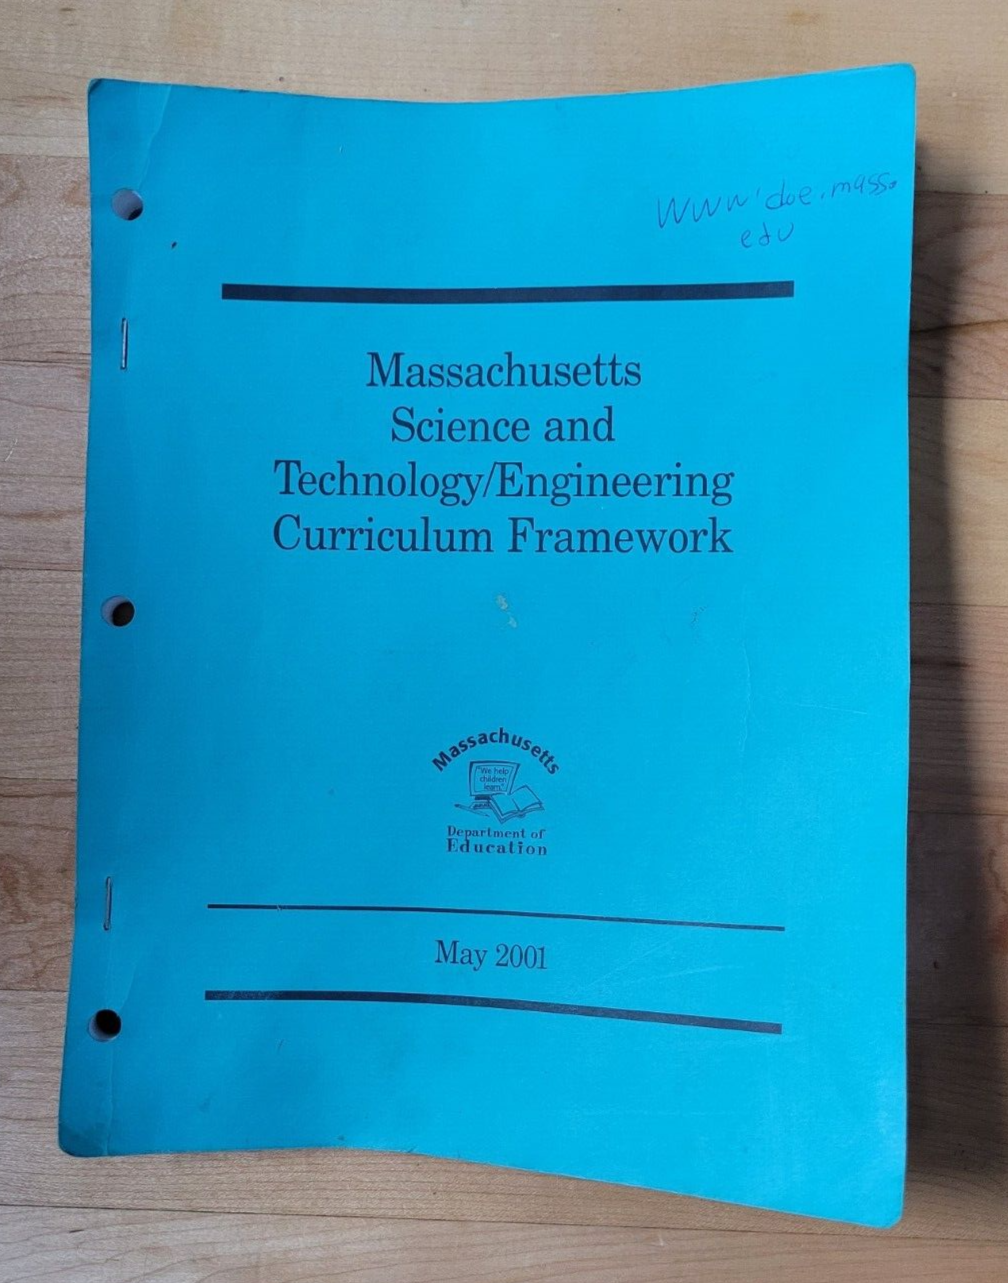 www.doe.mass.
edu
Massachusetts
Science and
Technology/Engineering
Curriculum Framework
Massachusetts
"We help
children
learn"
Department of
Education
May 2001